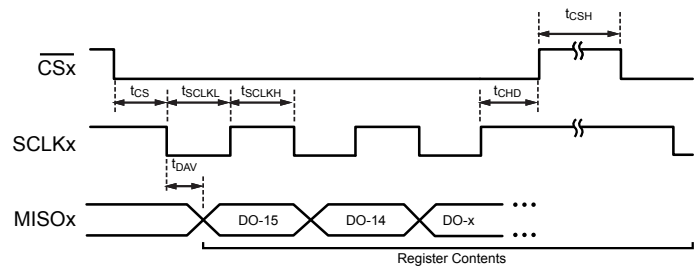 tCSH
CSx
tCS tSCLKL tSCLKH tCHD
SCLKx
tDAV
MISOx DO-15 DO-14 DO-x •••
Register Contents